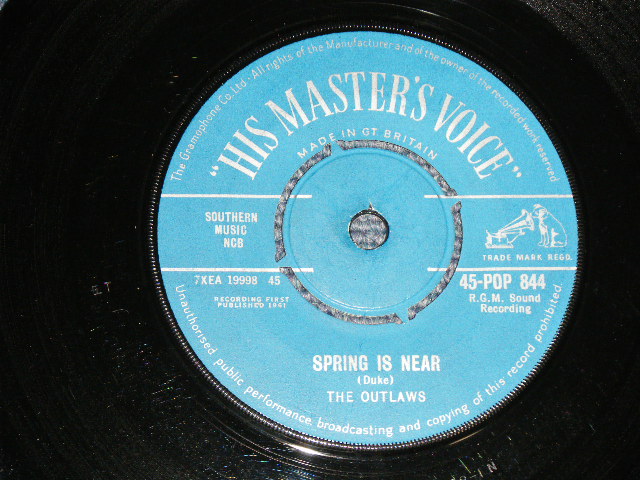 The Gramophone Co. Ltd. - All rights of the Manufacturer and of the owner of the recorded work reserved
"HIS MASTER'S VOICE"
MADE IN GT. BRITAIN
SOUTHERN
MUSIC
NCB
TRADE MARK REGD.
7XEA 19998 45
45-POP 844
RECORDING FIRST
PUBLISHED 1961
R.G.M. Sound
Recording
SPRING IS NEAR
(Duke)
THE OUTLAWS
Unauthorised public performance, broadcasting and copying of this record prohibited.